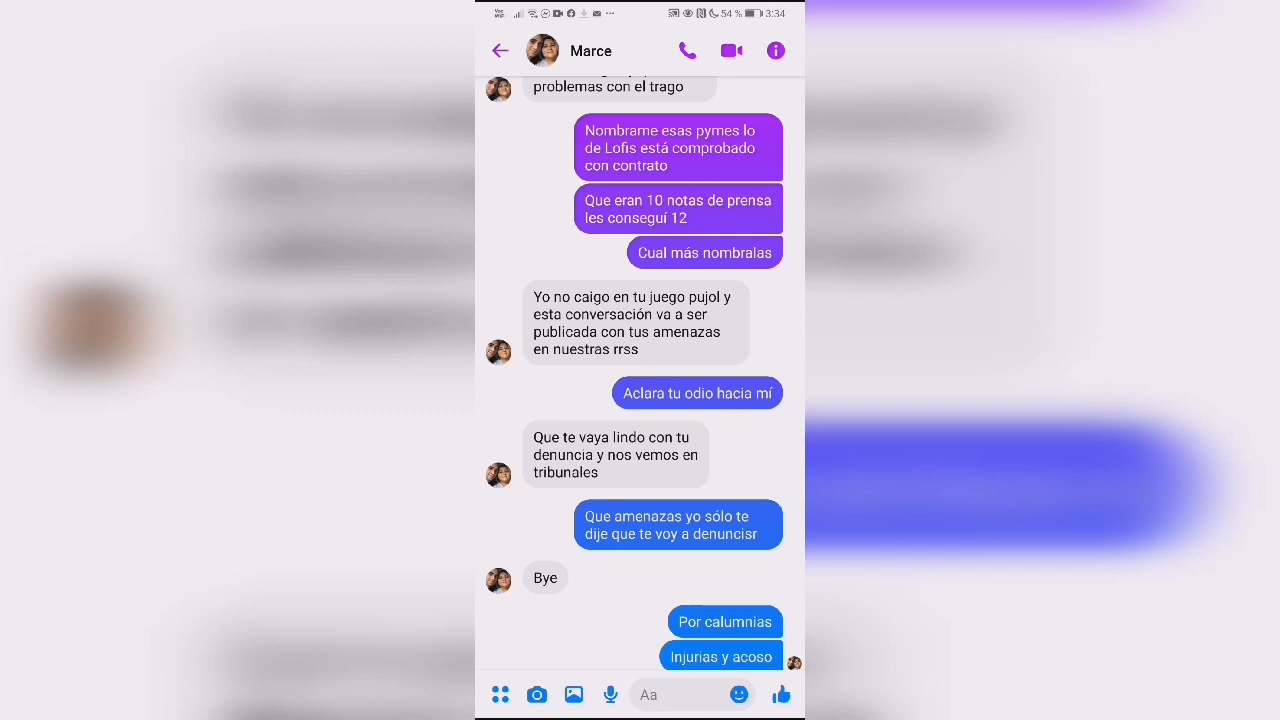 54 % 3:34
Marce
problemas con el trago
Nombrame esas pymes lo
de Lofis está comprobado
con contrato
Que eran 10 notas de prensa
les conseguí 12
Cual más nombralas
Yo no caigo en tu juego pujol y
esta conversación va a ser
publicada con tus amenazas
en nuestras rrss
Aclara tu odio hacia mí
Que te vaya lindo con tu
denuncia y nos vemos en
tribunales
Que amenazas yo sólo te
dije que te voy a denuncisr
Bye
Por calumnias
Injurias y acoso
Aa